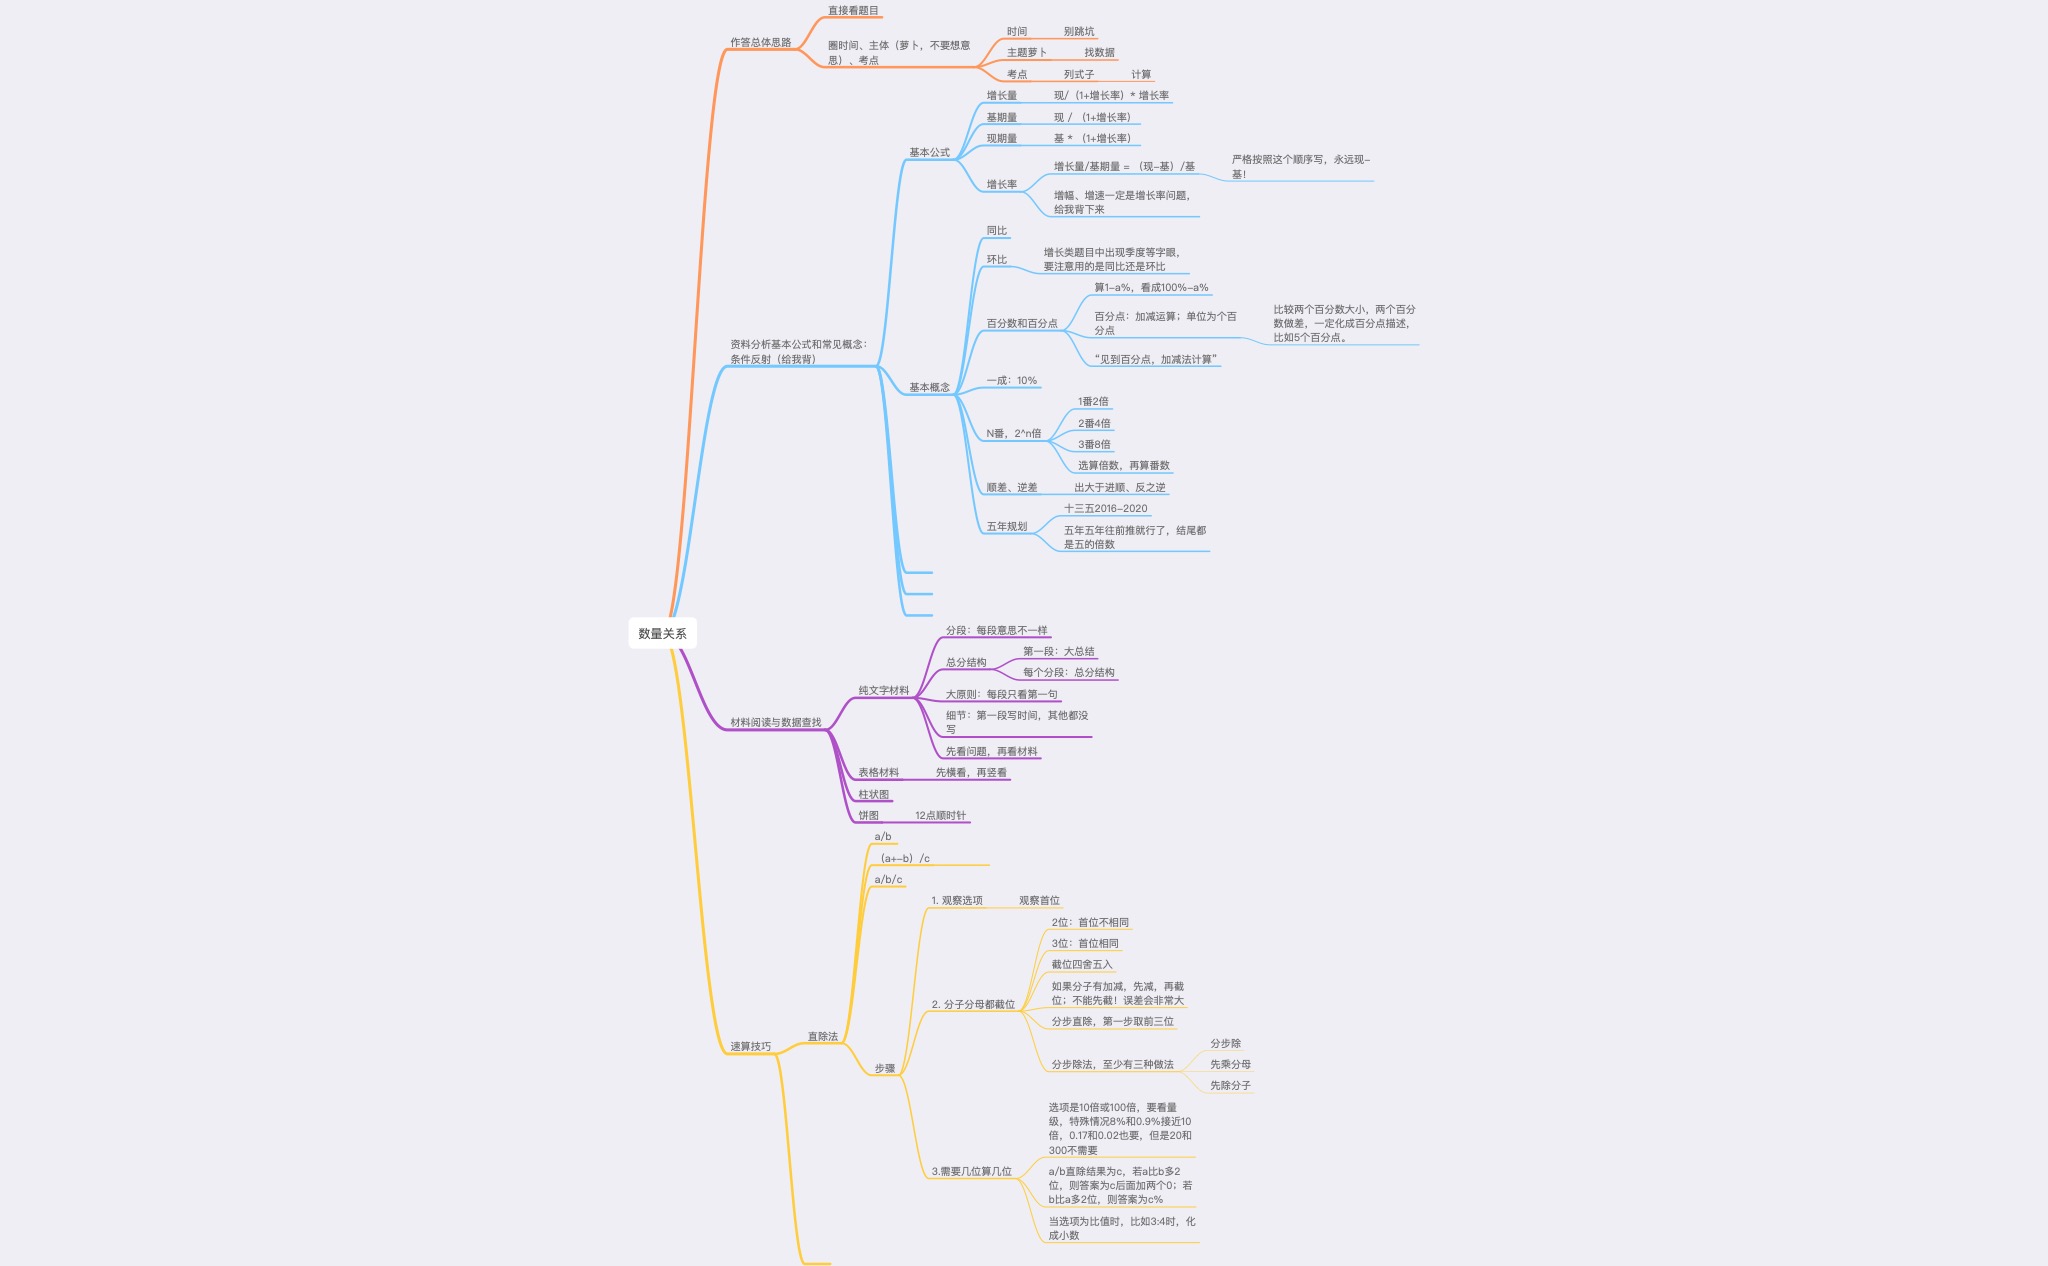 直接看题目
作答总体思路
圈时间、主体（萝卜，不要想意
思）、考点
时间
别跳坑
主题萝卜
找数据
考点
列式子
计算
增长量
现/（1+增长率）* 增长率
基期量
现 / （1+增长率）
现期量
基 * （1+增长率）
基本公式
增长率
增长量/基期量 = （现-基）/基
严格按照这个顺序写，永远现-
基！
增幅、增速一定是增长率问题，
给我背下来
资料分析基本公式和常见概念：
条件反射（给我背）
基本概念
同比
环比
增长类题目中出现季度等字眼，
要注意用的是同比还是环比
百分数和百分点
算1-a%，看成100%-a%
百分点：加减运算；单位为个百
分点
比较两个百分数大小，两个百分
数做差，一定化成百分点描述，
比如5个百分点。
“见到百分点，加减法计算”
一成：10%
N番，2^n倍
1番2倍
2番4倍
3番8倍
选算倍数，再算番数
顺差、逆差
出大于进顺、反之逆
五年规划
十三五2016-2020
五年五年往前推就行了，结尾都
是五的倍数
数量关系
材料阅读与数据查找
纯文字材料
分段：每段意思不一样
总分结构
第一段：大总结
每个分段：总分结构
大原则：每段只看第一句
细节：第一段写时间，其他都没
写
先看问题，再看材料
表格材料
先横看，再竖看
柱状图
饼图
12点顺时针
速算技巧
直除法
a/b
（a+-b）/c
a/b/c
步骤
1. 观察选项
观察首位
2. 分子分母都截位
2位：首位不相同
3位：首位相同
截位四舍五入
如果分子有加减，先减，再截
位；不能先截！误差会非常大
分步直除，第一步取前三位
分步除法，至少有三种做法
分步除
先乘分母
先除分子
3.需要几位算几位
选项是10倍或100倍，要看量
级，特殊情况8%和0.9%接近10
倍，0.17和0.02也要，但是20和
300不需要
a/b直除结果为c，若a比b多2
位，则答案为c后面加两个0；若
b比a多2位，则答案为c%
当选项为比值时，比如3:4时，化
成小数